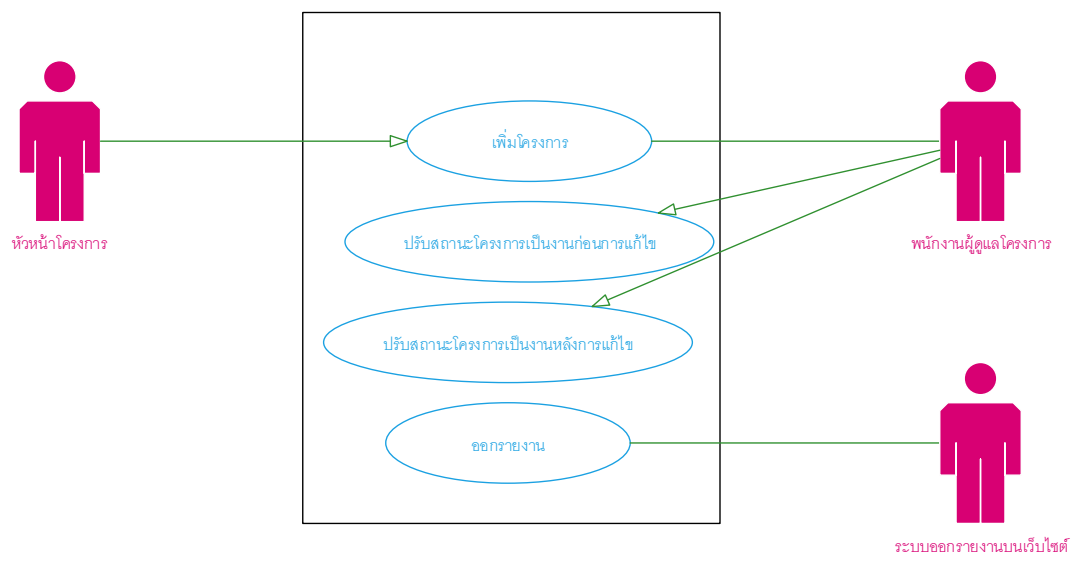 เพิ่มโครงการ
หัวหน้าโครงการ
ปรับสถานะโครงการเป็นงานก่อนการแก้ไข
พนักงานผู้ดูแลโครงการ
ปรับสถานะโครงการเป็นงานหลังการแก้ไข
ออกรายงาน
ระบบออกรายงานบนเว็บไซต์